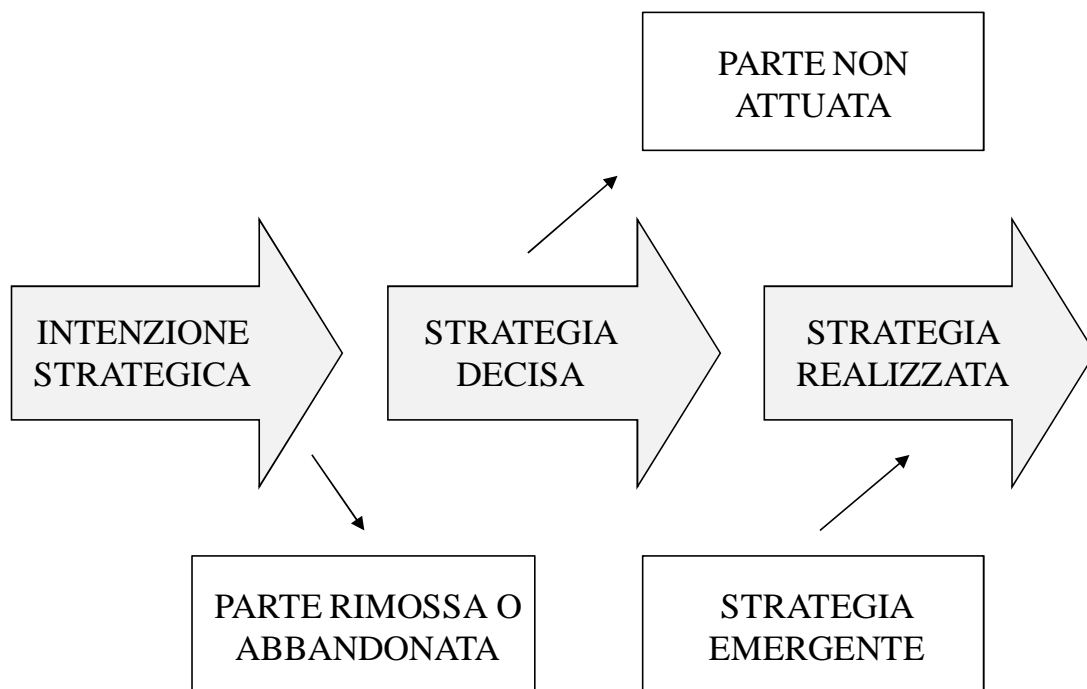 PARTE NON
ATTUATA
INTENZIONE
STRATEGICA
STRATEGIA
DECISA
STRATEGIA
REALIZZATA
PARTE RIMOSSA O
ABBANDONATA
STRATEGIA
EMERGENTE